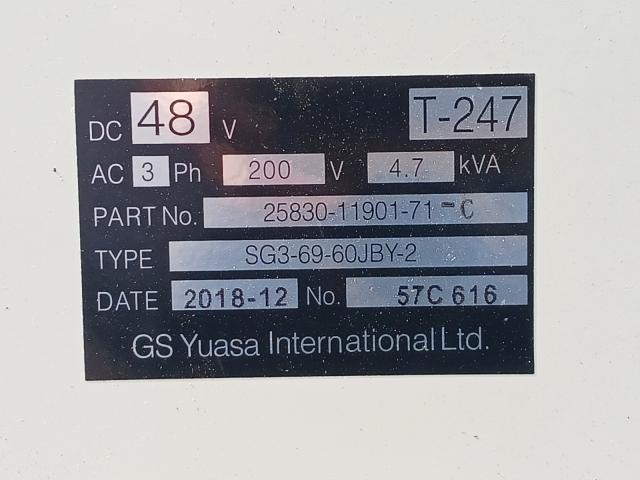 DC 48 V T-247
AC 3 Ph 200 V 4.7 kVA
PART No. 25830-11901-71-C
TYPE SG3-69-60JBY-2
DATE 2018-12 No. 57C 616
GS Yuasa International Ltd.